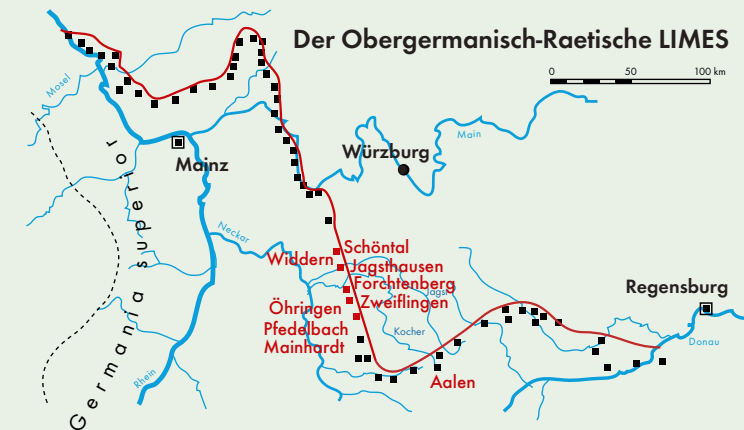 Der Obergermanisch-Raetische LIMES
0 50 100 km
Mosel
Main
Würzburg
Mainz
Germania superior
Neckar
Schöntal
Widdern
Jagsthausen
Forchtenberg
Jagst
Zweiflingen
Öhringen
Regensburg
Pfedelbach
Kocher
Mainhardt
Donau
Rhein
Aalen